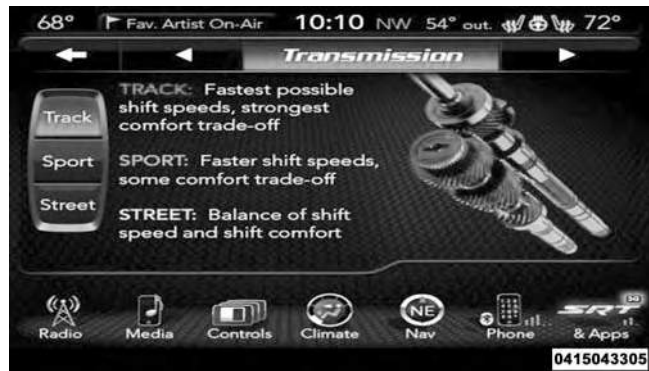 68° Fav. Artist On-Air 10:10 NW 54° out. 72°
Transmission
Track
Sport
Street
TRACK: Fastest possible
shift speeds, strongest
comfort trade-off
SPORT: Faster shift speeds,
some comfort trade-off
STREET: Balance of shift
speed and shift comfort
NE
SRT
Radio Media Controls Climate Nav Phone & Apps
0415043305